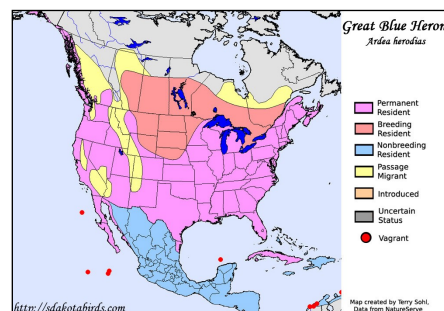 Great Blue Heron
Ardea herodias
Permanent
Resident
Breeding
Resident
Nonbreeding
Resident
Passage
Migrant
Introduced
Uncertain
Status
Vagrant
http://sdakotabirds.com
Map created by Terry Sohl,
Data from NatureServe